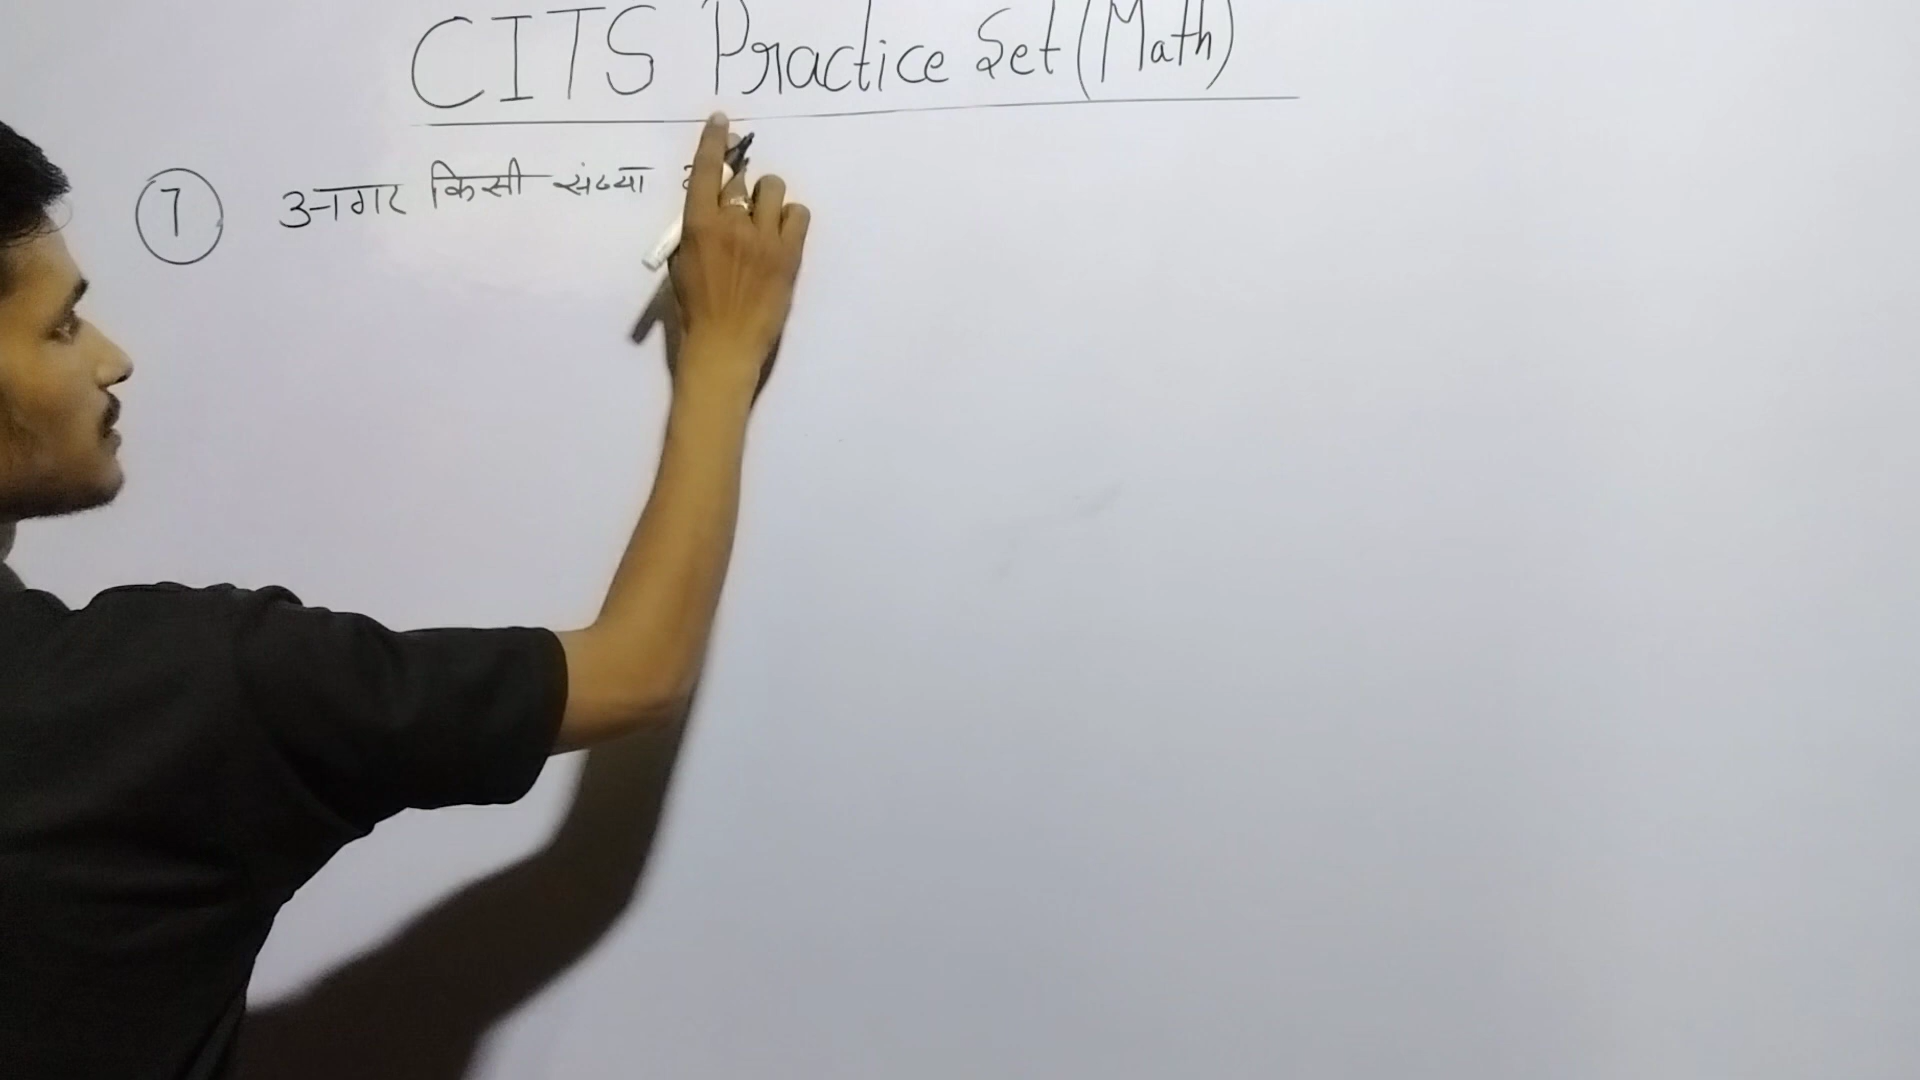 CITS Practice Set (Math)
7 अगर किसी संख्या